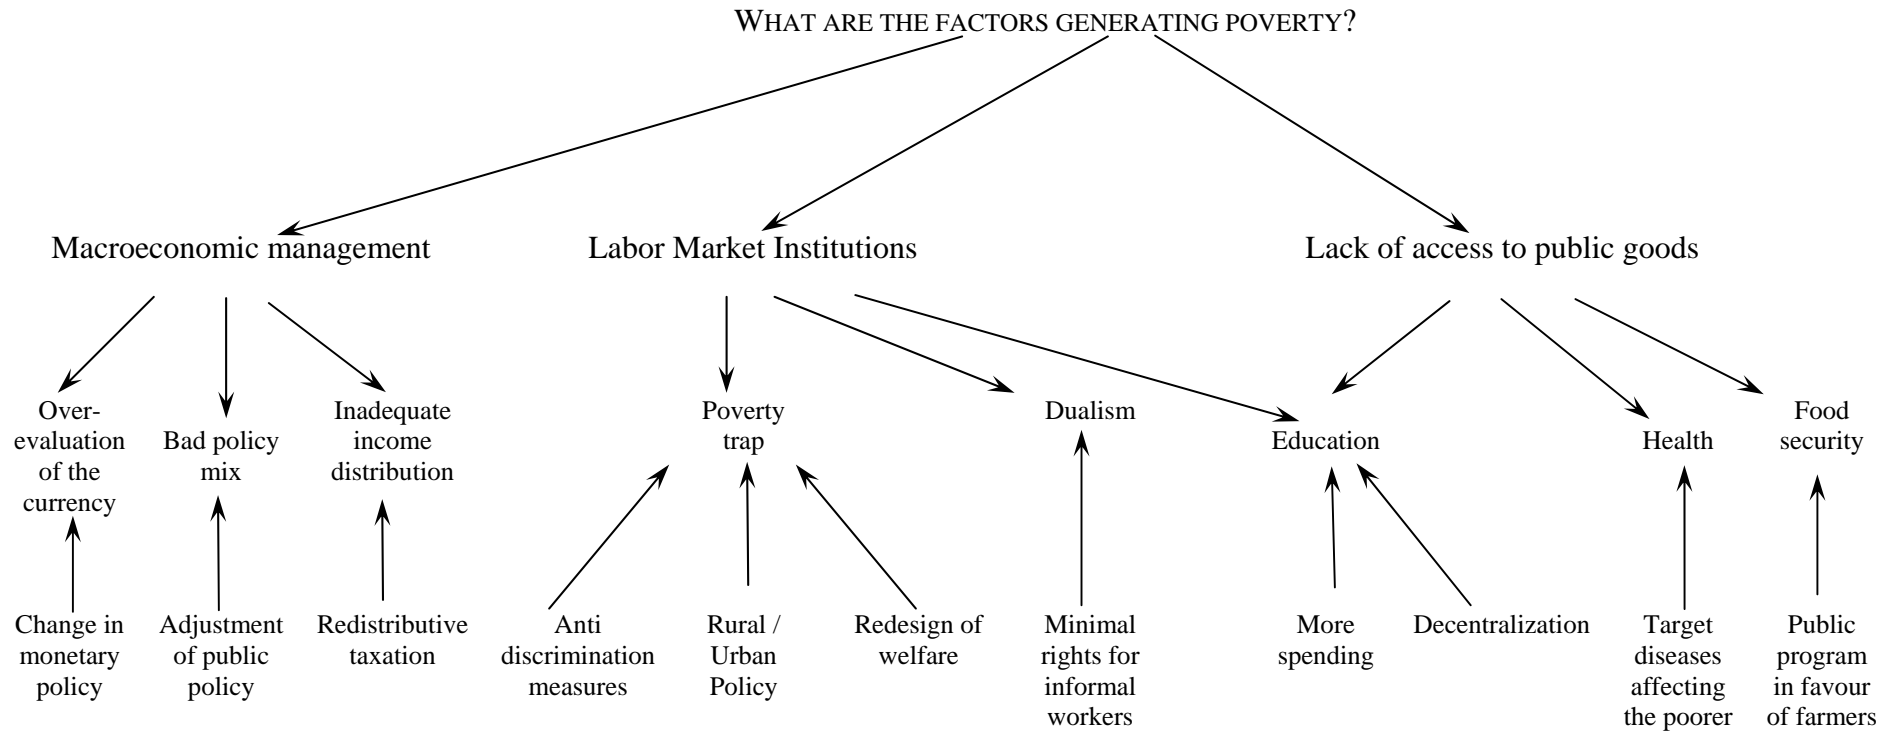 WHAT ARE THE FACTORS GENERATING POVERTY?
Macroeconomic management
Labor Market Institutions
Lack of access to public goods
Over-
evaluation
of the
currency
Bad policy
mix
Inadequate
income
distribution
Poverty
trap
Dualism
Education
Health
Food
security
Change in
monetary
policy
Adjustment
of public
policy
Redistributive
taxation
Anti
discrimination
measures
Rural /
Urban
Policy
Redesign of
welfare
Minimal
rights for
informal
workers
More
spending
Decentralization
Target
diseases
affecting
the poorer
Public
program
in favour
of farmers